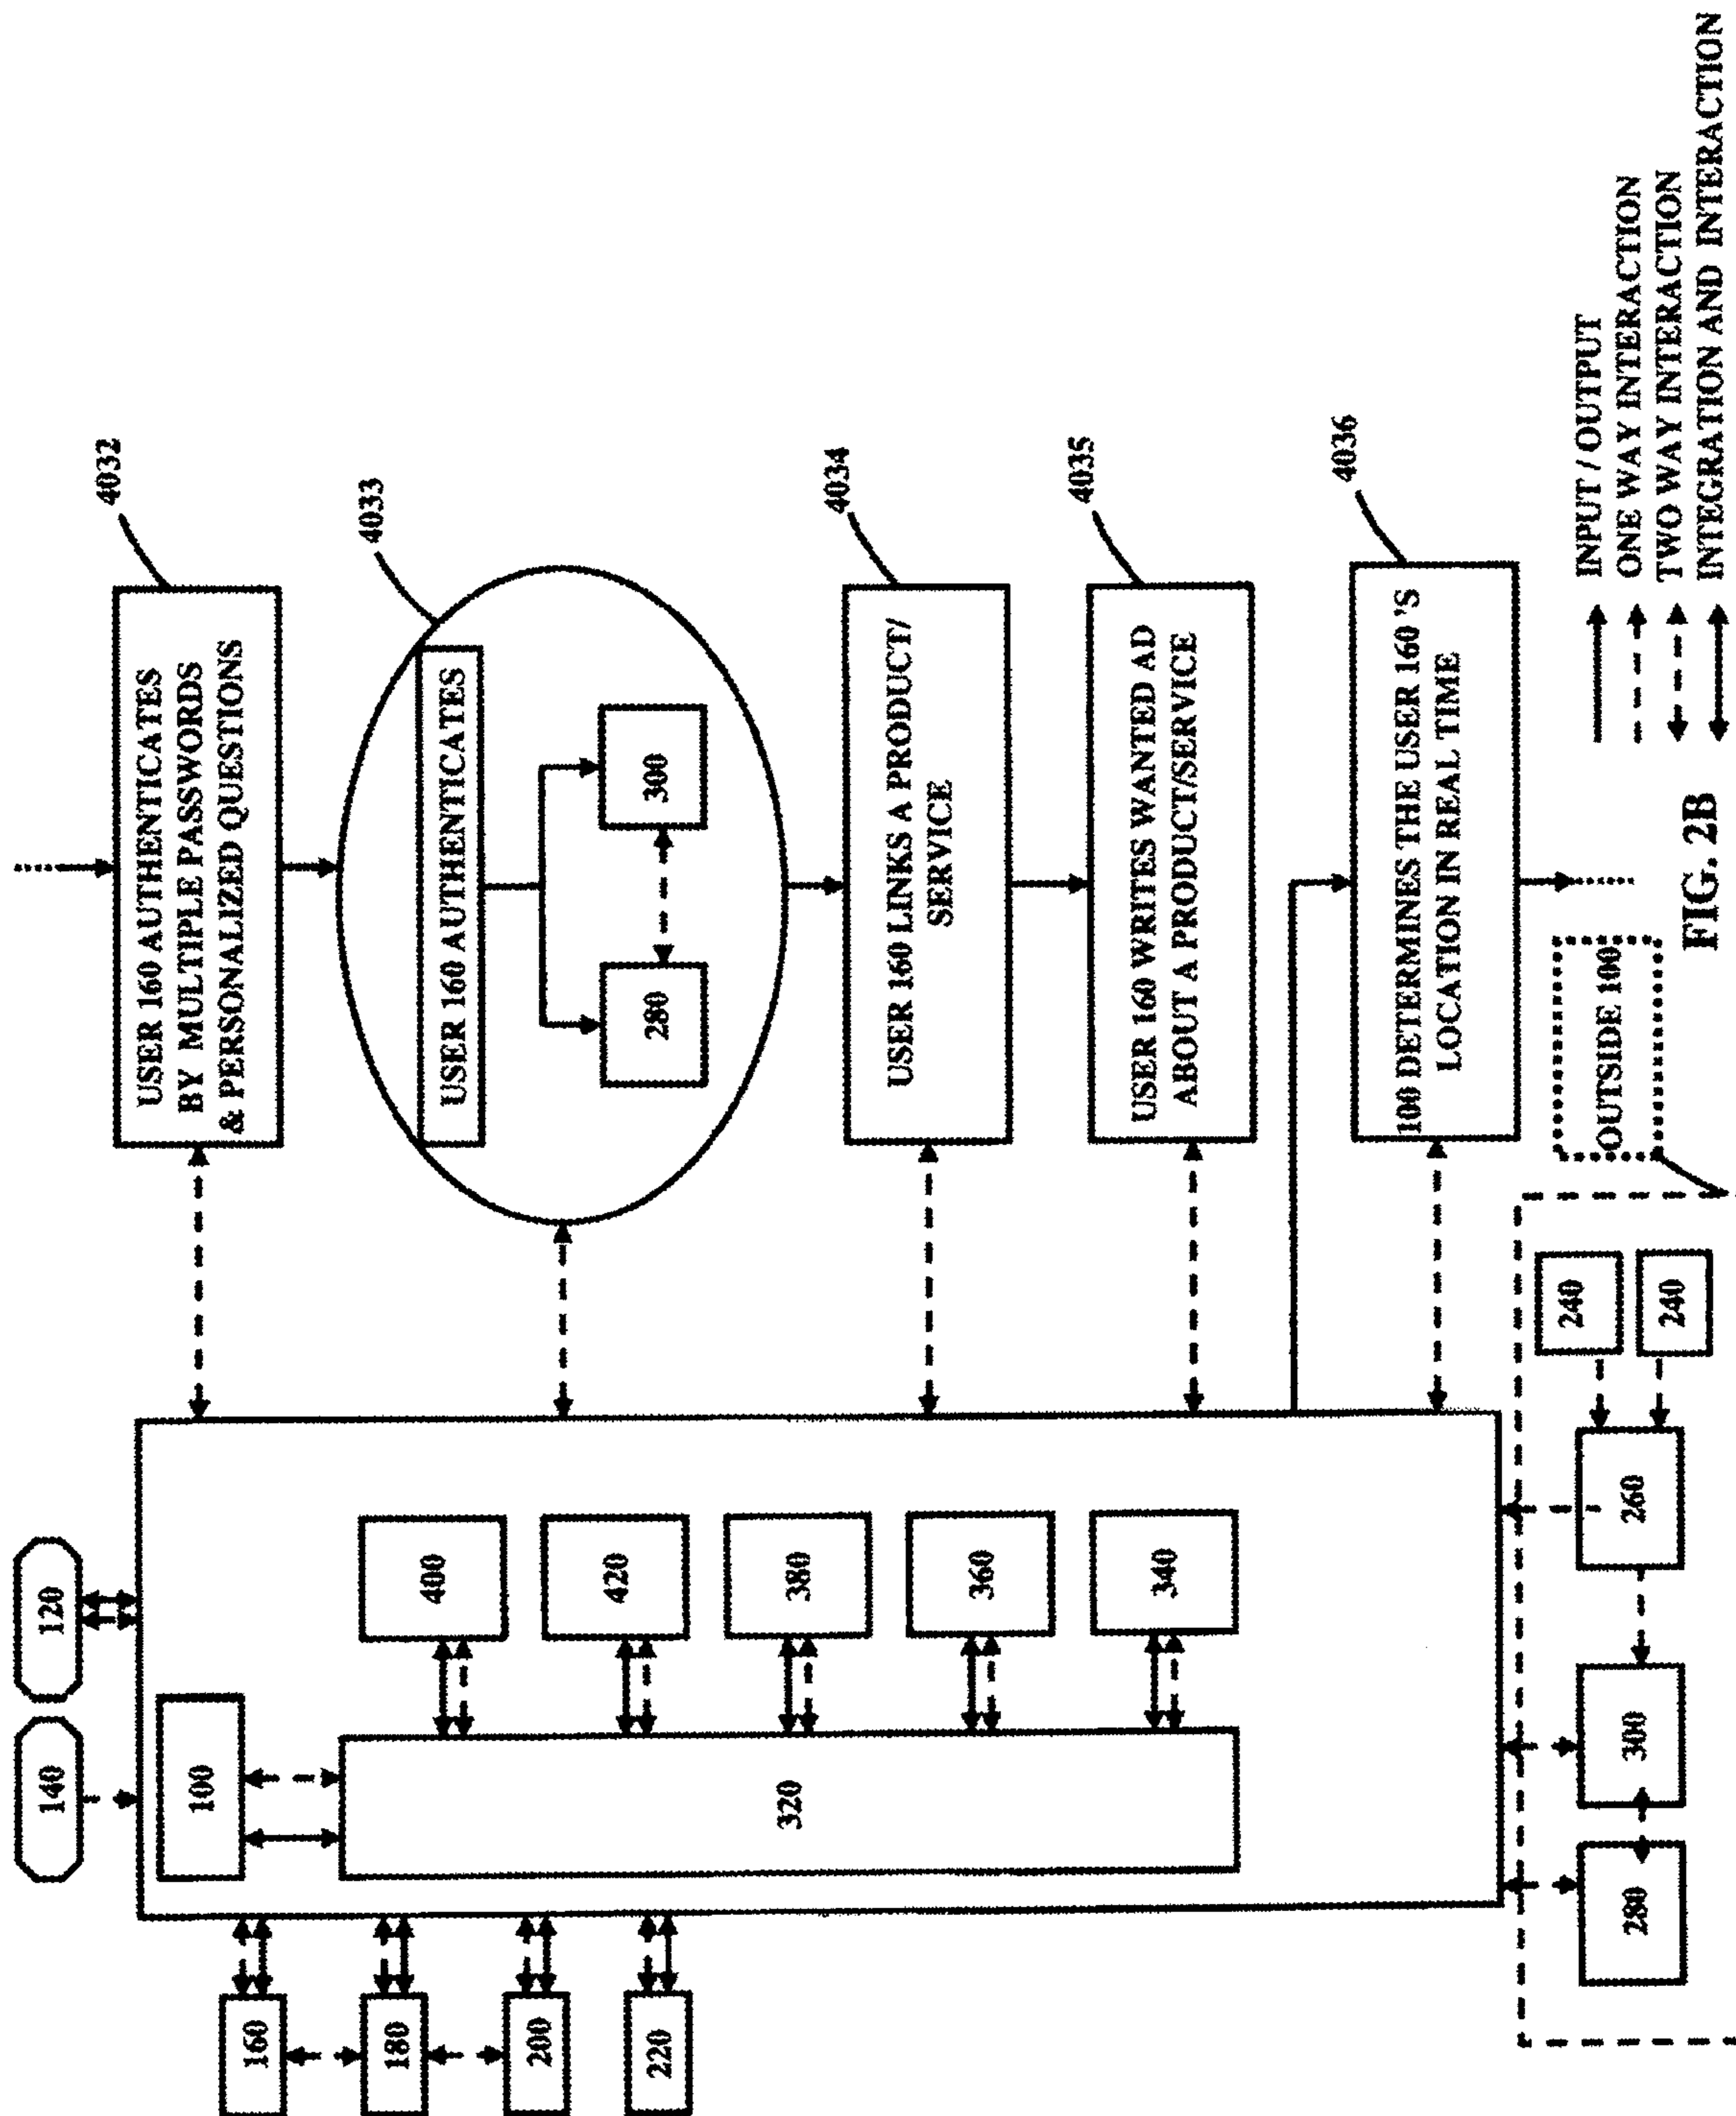 120
140
100
400
420
380
360
340
320
160
180
200
220
4032
USER 160 AUTHENTICATES
BY MULTIPLE PASSWORDS
& PERSONALIZED QUESTIONS
4033
USER 160 AUTHENTICATES
280
300
4034
USER 160 LINKS A PRODUCT/
SERVICE
4035
USER 160 WRITES WANTED AD
ABOUT A PRODUCT/SERVICE
4036
100 DETERMINES THE USER 160 'S
LOCATION IN REAL TIME
OUTSIDE 100
240
240
260
300
280
INPUT / OUTPUT
ONE WAY INTERACTION
TWO WAY INTERACTION
INTEGRATION AND INTERACTION
FIG. 2B